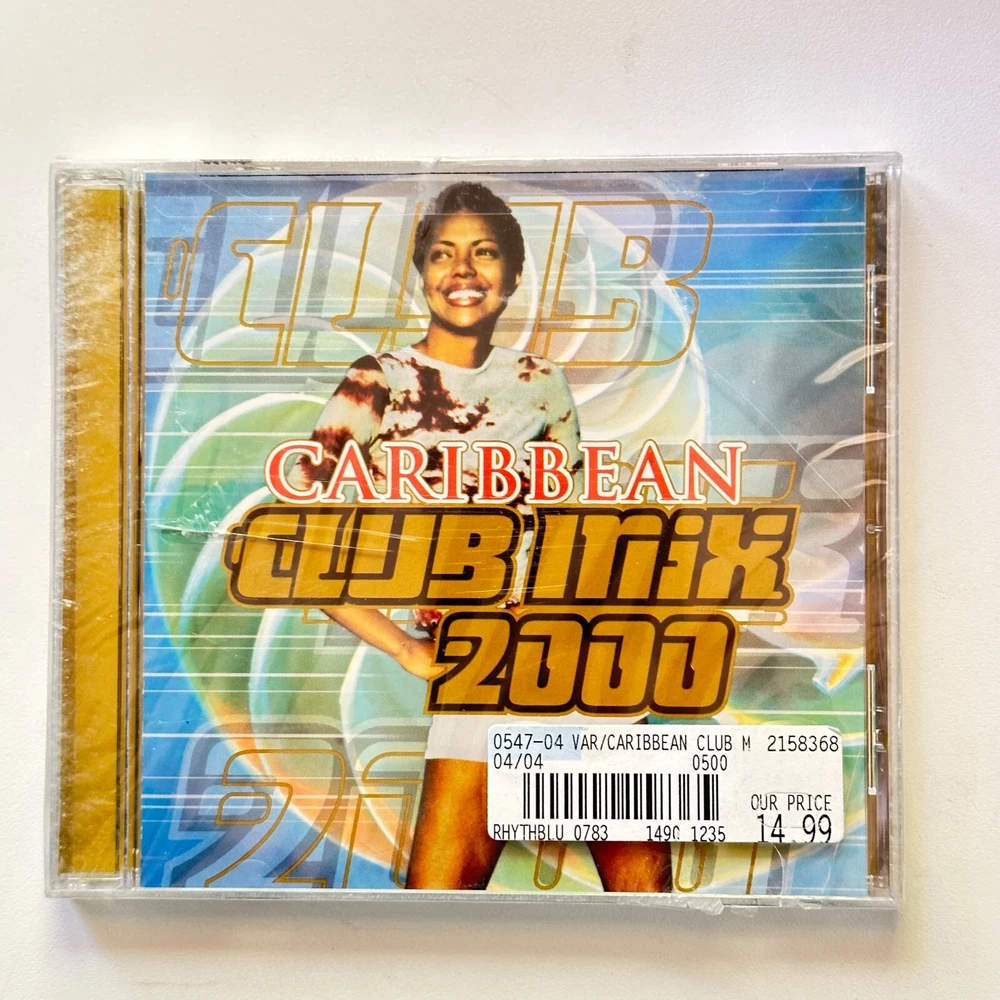 CLUB
CARIBBEAN
CLUB MIX
2000
0547-04 VAR/CARIBBEAN CLUB M 2158368
04/04 0500
OUR PRICE
RHYTHBLU 0783 1490 1235 14.99